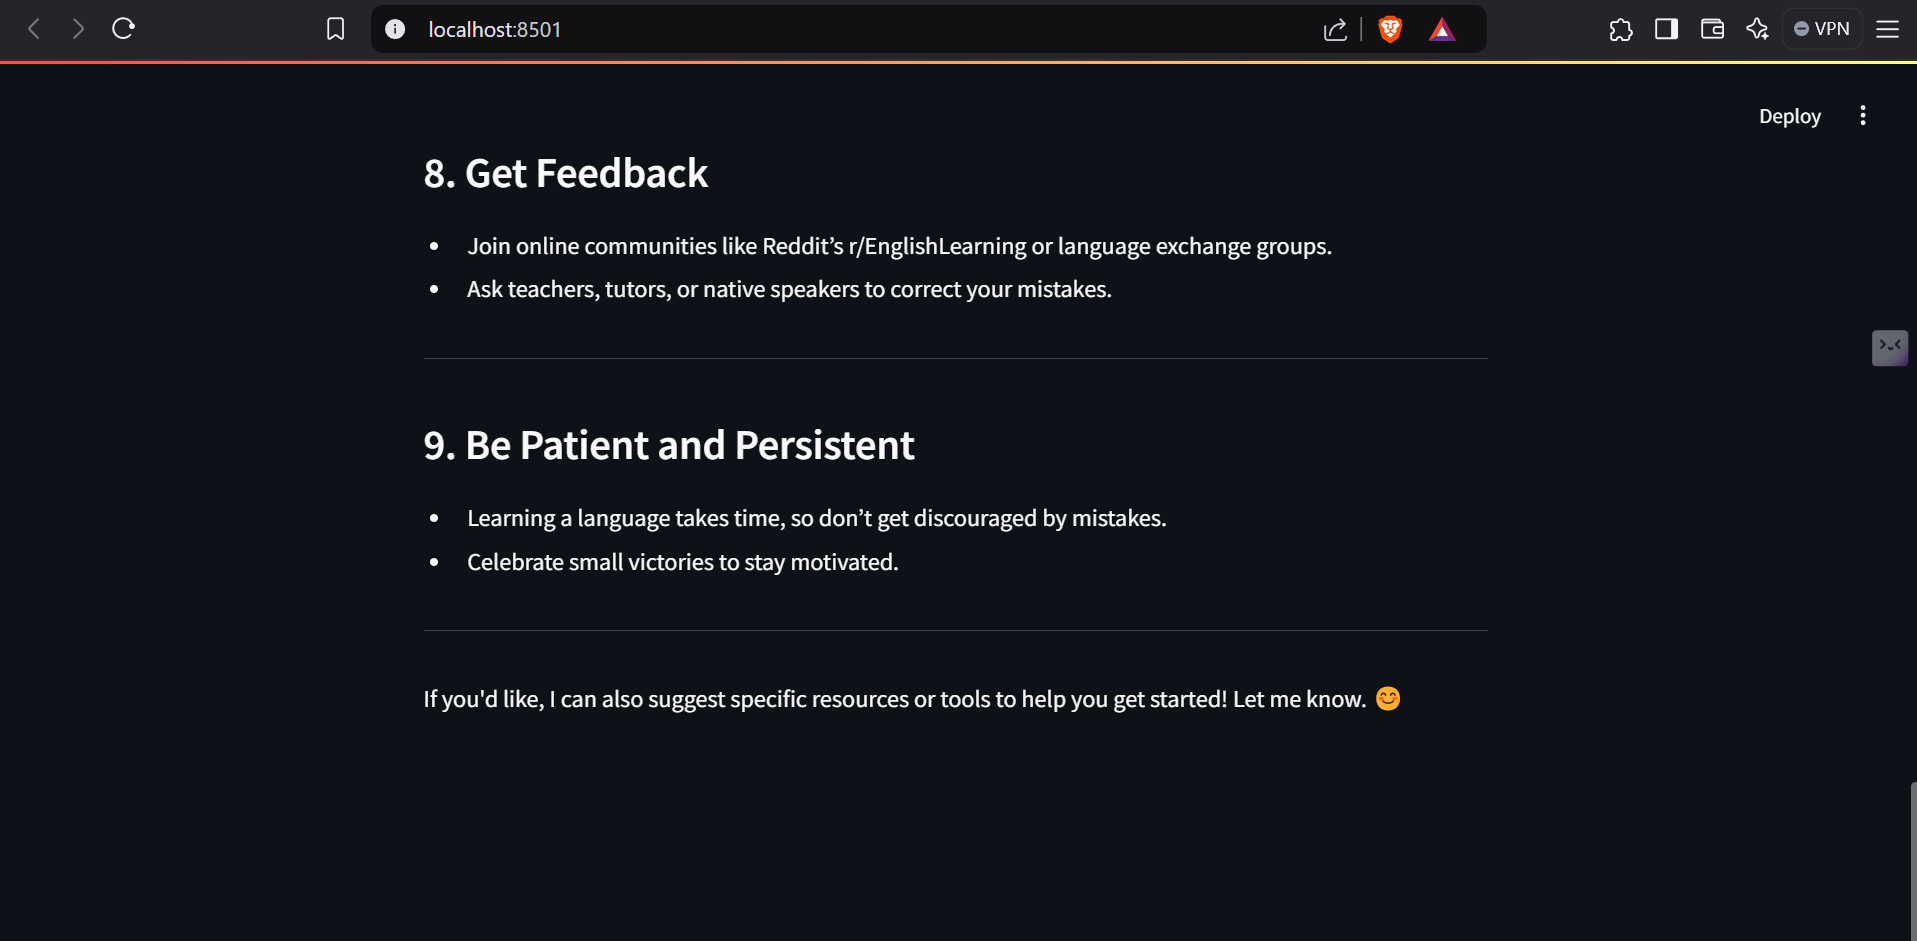 localhost:8501
VPN
Deploy
8. Get Feedback
• Join online communities like Reddit’s r/EnglishLearning or language exchange groups.
• Ask teachers, tutors, or native speakers to correct your mistakes.
9. Be Patient and Persistent
• Learning a language takes time, so don’t get discouraged by mistakes.
• Celebrate small victories to stay motivated.
If you'd like, I can also suggest specific resources or tools to help you get started! Let me know. 😊